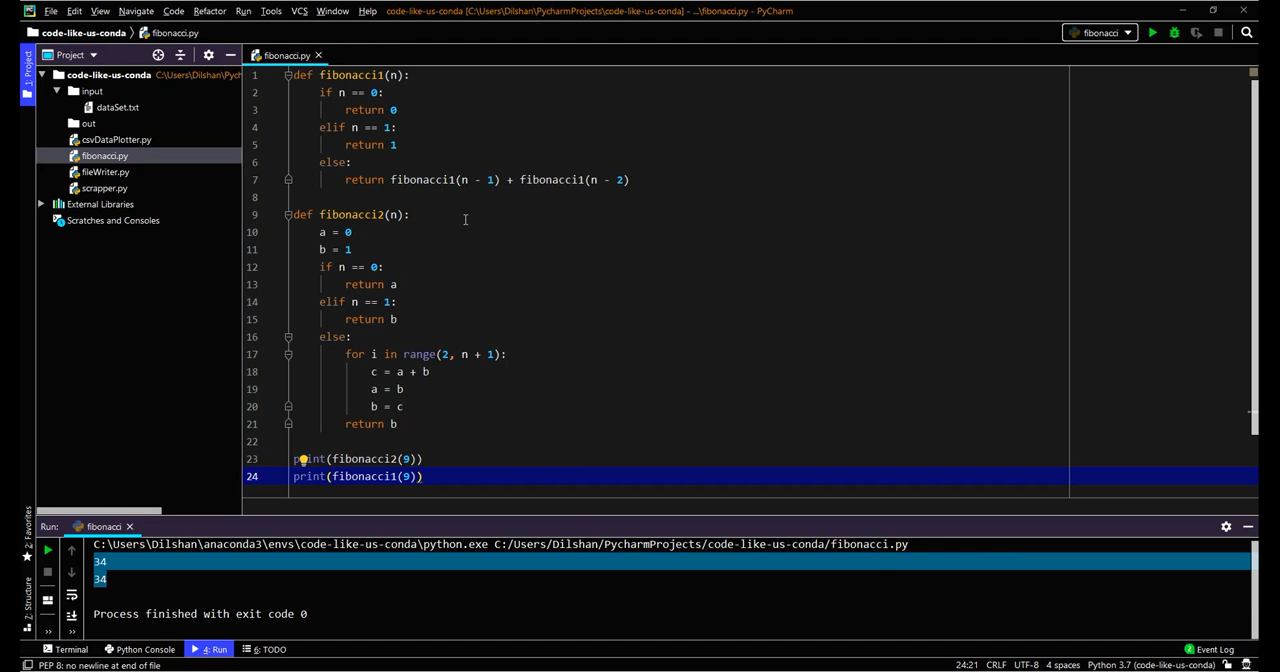 File Edit View Navigate Code Refactor Run Tools VCS Window Help code-like-us-conda [C:\Users\Dilshan\PycharmProjects\code-like-us-conda] - ...\fibonacci.py - PyCharm
code-like-us-conda fibonacci.py fibonacci
Project fibonacci.py
1: Project
code-like-us-conda C:\Users\Dilshan\Pych
input
dataSet.txt
out
csvDataPlotter.py
fibonacci.py
fileWriter.py
scrapper.py
External Libraries
Scratches and Consoles
1 def fibonacci1(n):
2 if n == 0:
3 return 0
4 elif n == 1:
5 return 1
6 else:
7 return fibonacci1(n - 1) + fibonacci1(n - 2)
8
9 def fibonacci2(n):
10 a = 0
11 b = 1
12 if n == 0:
13 return a
14 elif n == 1:
15 return b
16 else:
17 for i in range(2, n + 1):
18 c = a + b
19 a = b
20 b = c
21 return b
22
23 print(fibonacci2(9))
24 print(fibonacci1(9))
2: Favorites
7: Structure
Run: fibonacci
C:\Users\Dilshan\anaconda3\envs\code-like-us-conda\python.exe C:/Users/Dilshan/PycharmProjects/code-like-us-conda/fibonacci.py
34
34
Process finished with exit code 0
Terminal Python Console 4: Run 6: TODO Event Log
PEP 8: no newline at end of file 24:21 CRLF UTF-8 4 spaces Python 3.7 (code-like-us-conda)